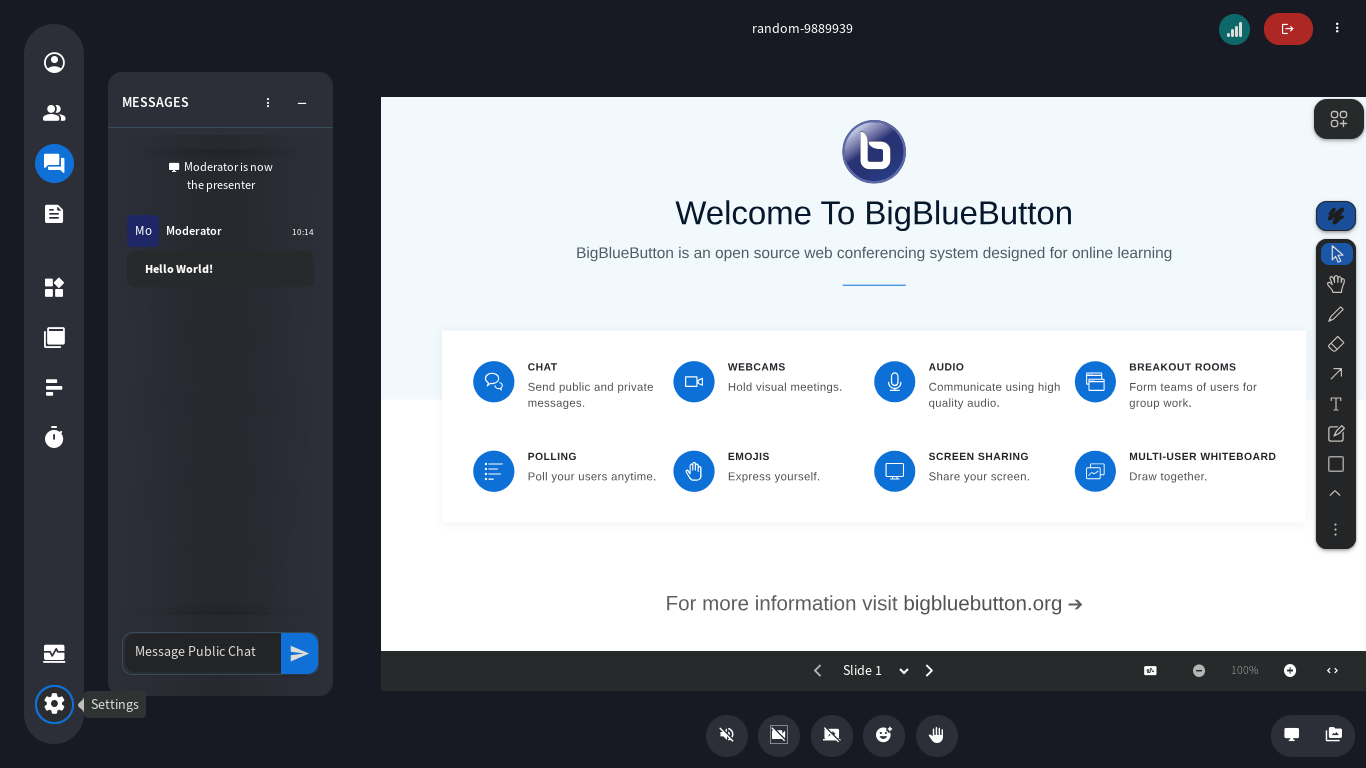 random-9889939
MESSAGES
Moderator is now
the presenter
Mo
Moderator
10:14
Hello World!
Message Public Chat
Settings
Welcome To BigBlueButton
BigBlueButton is an open source web conferencing system designed for online learning
CHAT
Send public and private
messages.
WEBCAMS
Hold visual meetings.
AUDIO
Communicate using high
quality audio.
BREAKOUT ROOMS
Form teams of users for
group work.
POLLING
Poll your users anytime.
EMOJIS
Express yourself.
SCREEN SHARING
Share your screen.
MULTI-USER WHITEBOARD
Draw together.
For more information visit bigbluebutton.org →
Slide 1
100%